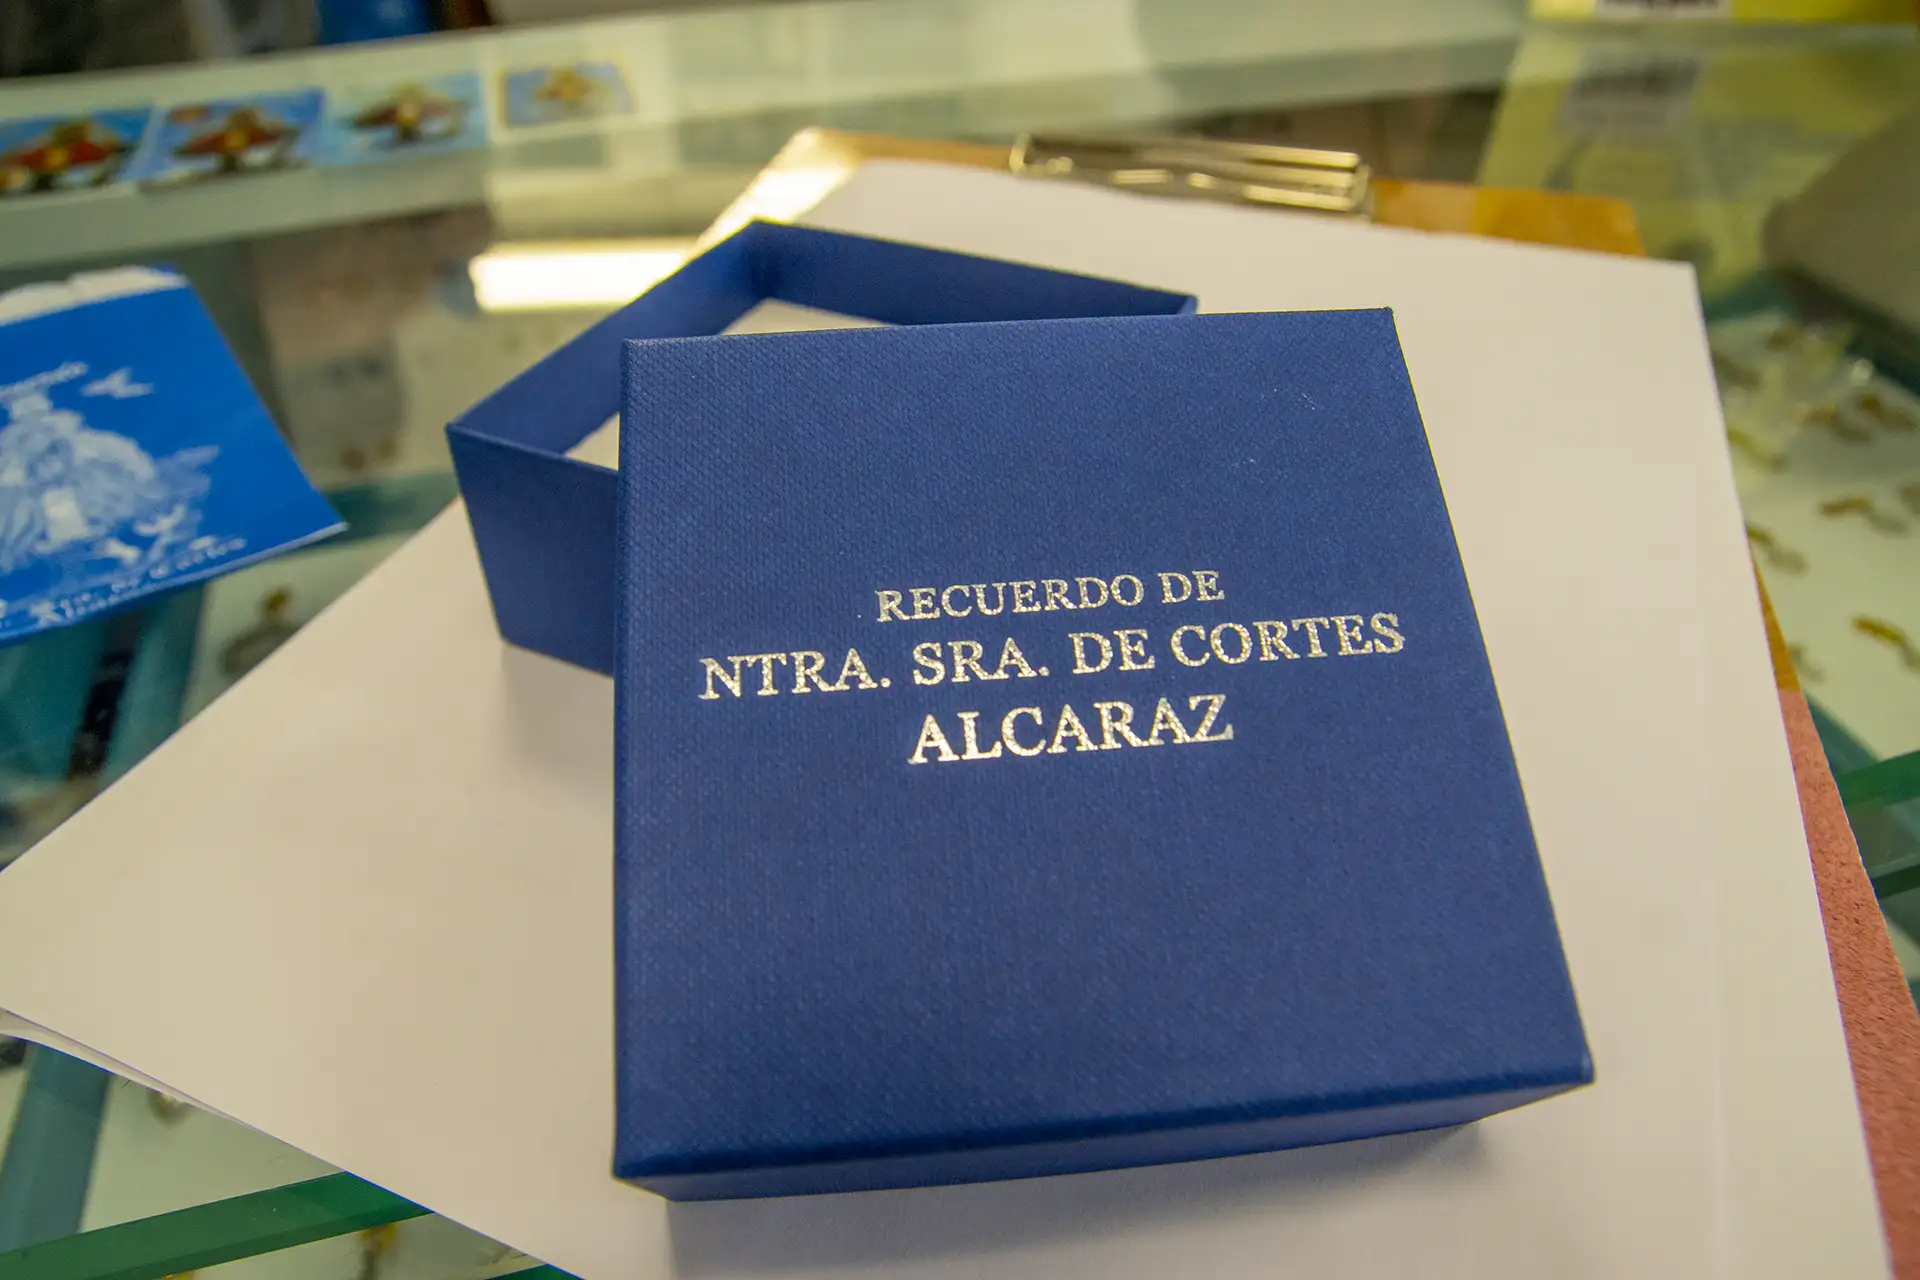 RECUERDO DE
NTRA. SRA. DE CORTES
ALCARAZ